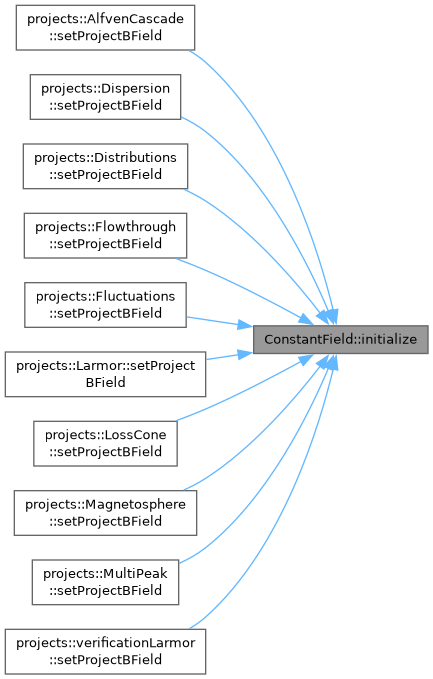 projects::AlfvenCascade
::setProjectBField
projects::Dispersion
::setProjectBField
projects::Distributions
::setProjectBField
projects::Flowthrough
::setProjectBField
projects::Fluctuations
::setProjectBField
ConstantField::initialize
projects::Larmor::setProject
BField
projects::LossCone
::setProjectBField
projects::Magnetosphere
::setProjectBField
projects::MultiPeak
::setProjectBField
projects::verificationLarmor
::setProjectBField